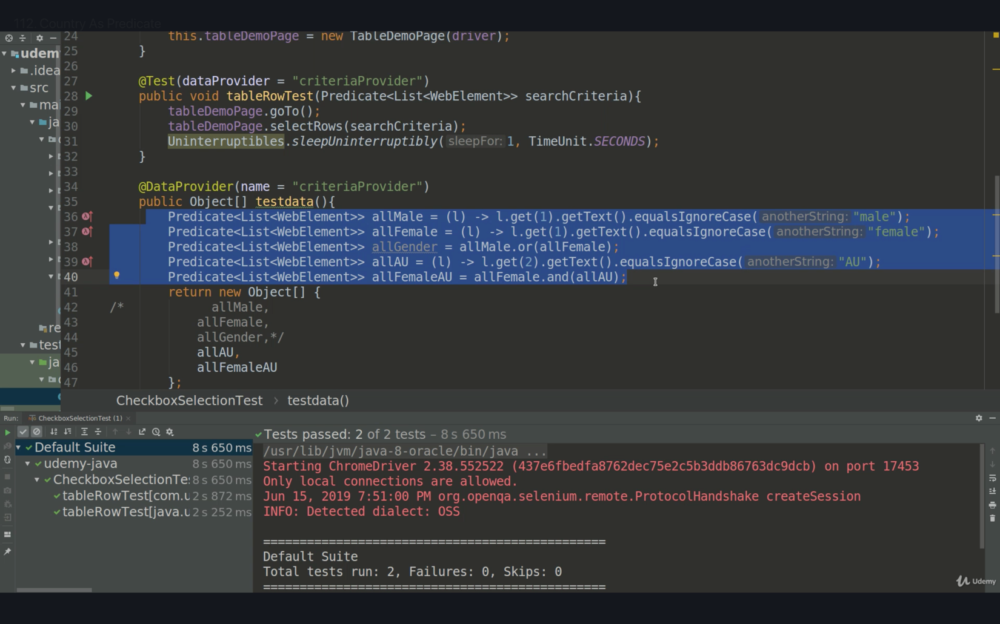 112. Country As Predicate
24 this.tableDemoPage = new TableDemoPage(driver);
25 }
26
27 @Test(dataProvider = "criteriaProvider")
28 public void tableRowTest(Predicate<List<WebElement>> searchCriteria){
29 tableDemoPage.goTo();
30 tableDemoPage.selectRows(searchCriteria);
31 Uninterruptibles.sleepUninterruptibly( sleepFor: 1, TimeUnit.SECONDS);
32 }
33
34 @DataProvider(name = "criteriaProvider")
35 public Object[] testdata(){
36 Predicate<List<WebElement>> allMale = (l) -> l.get(1).getText().equalsIgnoreCase( anotherString: "male");
37 Predicate<List<WebElement>> allFemale = (l) -> l.get(1).getText().equalsIgnoreCase( anotherString: "female");
38 Predicate<List<WebElement>> allGender = allMale.or(allFemale);
39 Predicate<List<WebElement>> allAU = (l) -> l.get(2).getText().equalsIgnoreCase( anotherString: "AU");
40 Predicate<List<WebElement>> allFemaleAU = allFemale.and(allAU);
41 return new Object[] {
42 /* allMale,
43 allFemale,
44 allGender,*/
45 allAU,
46 allFemaleAU
47 };
udem
.idea
src
ma
ja
re
test
ja
CheckboxSelectionTest › testdata()
Run: CheckboxSelectionTest (1) ×
Tests passed: 2 of 2 tests – 8 s 650 ms
Default Suite 8 s 650 ms
udemy-java 8 s 650 ms
CheckboxSelectionTe: 8 s 650 ms
tableRowTest[com.u 2 s 872 ms
tableRowTest[java.u 2 s 252 ms
/usr/lib/jvm/java-8-oracle/bin/java ...
Starting ChromeDriver 2.38.552522 (437e6fbedfa8762dec75e2c5b3ddb86763dc9dcb) on port 17453
Only local connections are allowed.
Jun 15, 2019 7:51:00 PM org.openqa.selenium.remote.ProtocolHandshake createSession
INFO: Detected dialect: OSS
===========================================
Default Suite
Total tests run: 2, Failures: 0, Skips: 0
===========================================
Udemy